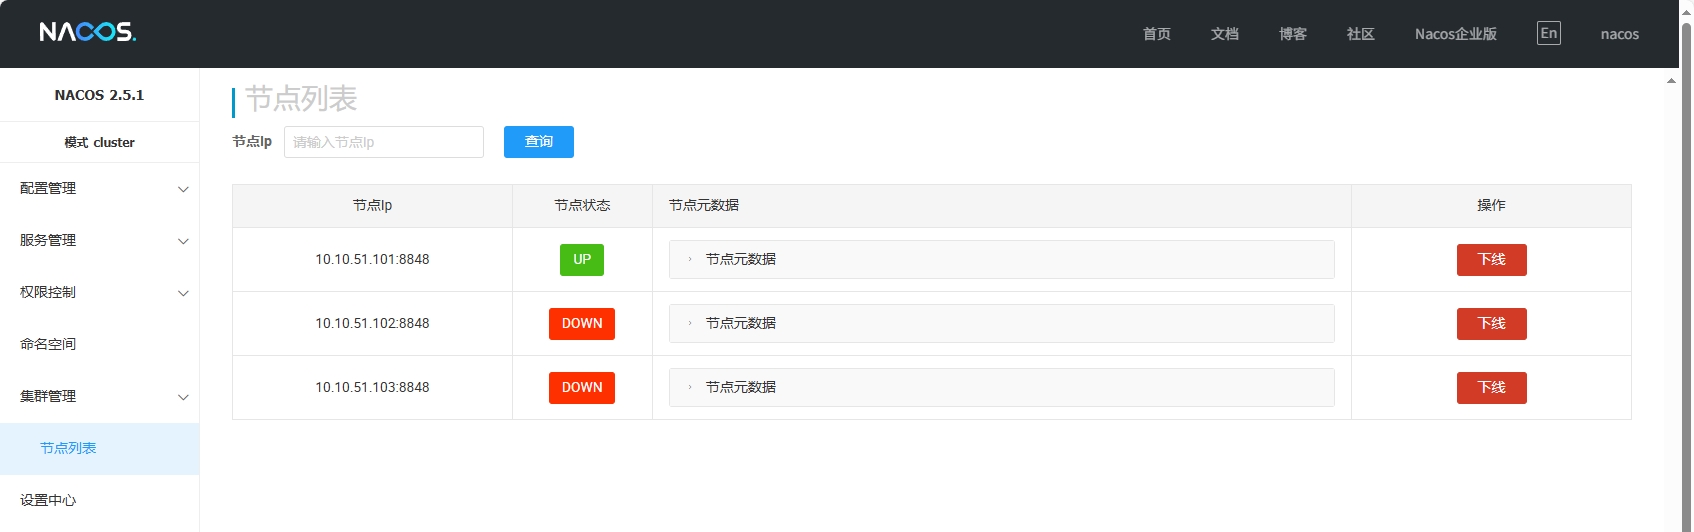 NACOS.
首页 文档 博客 社区 Nacos企业版 En nacos
NACOS 2.5.1
模式 cluster
配置管理
服务管理
权限控制
命名空间
集群管理
节点列表
设置中心
节点列表
节点Ip 请输入节点Ip 查询
节点Ip 节点状态 节点元数据 操作
10.10.51.101:8848 UP 节点元数据 下线
10.10.51.102:8848 DOWN 节点元数据 下线
10.10.51.103:8848 DOWN 节点元数据 下线